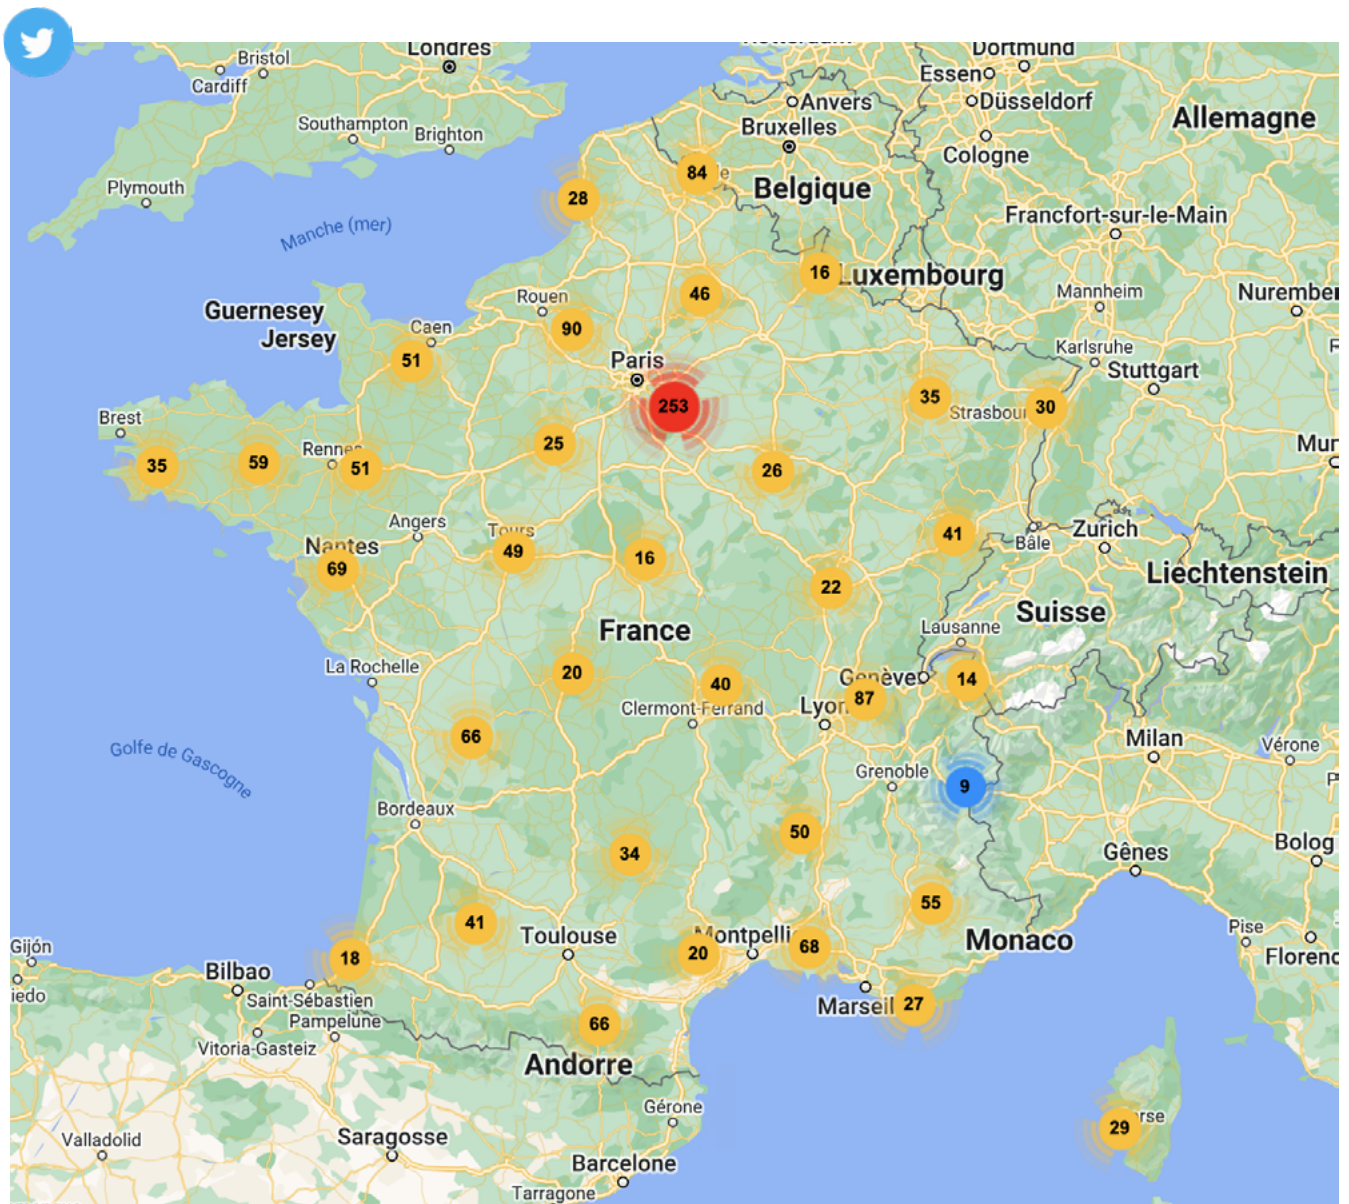 Londres
Dortmund
Bristol
Cardiff
Essen
Anvers
Düsseldorf
Allemagne
Southampton
Brighton
Bruxelles
Cologne
84
Plymouth
28
Belgique
Francfort-sur-le-Main
Manche (mer)
16
Luxembourg
46
Mannheim
Rouen
Guernesey
Jersey
Caen
90
Karlsruhe
51
Paris
Stuttgart
253
35
30
Brest
25
35
59
51
26
Angers
Tours
Nantes
49
16
41
Zurich
Bâle
69
22
Liechtenstein
Suisse
France
Lausanne
La Rochelle
20
40
Genève
14
87
Clermont-Ferrand
66
Milan
Vérone
Golfe de Gascogne
Grenoble
9
Bordeaux
50
34
Gênes
55
41
Toulouse
20
68
Monaco
Pise
Gijón
18
Bilbao
Saint-Sébastien
Marseil
27
Pampelune
Vitoria-Gasteiz
66
Andorre
Gérone
29
Valladolid
Saragosse
Barcelone
Tarragone